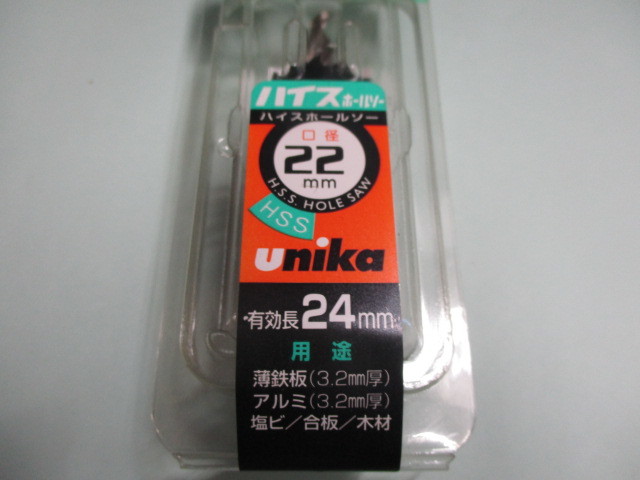 ハイスホールソー
ハイスホールソー
口径
22
mm
H.S.S. HOLE SAW
HSS
unika
有効長24mm
用途
薄鉄板(3.2mm厚)
アルミ(3.2mm厚)
塩ビ/合板/木材